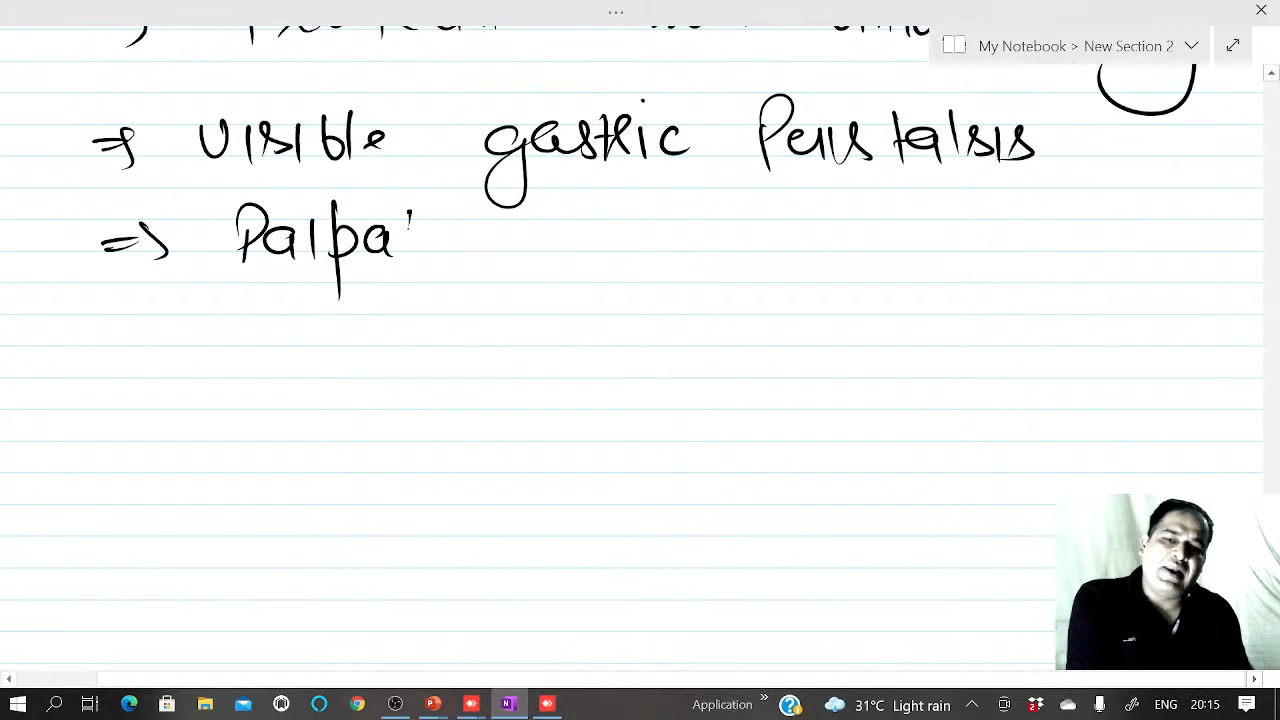 My Notebook > New Section 2
⇒ visible gastric Peristalsis
⇒ Palpa
Application
31°C Light rain
ENG
20:15